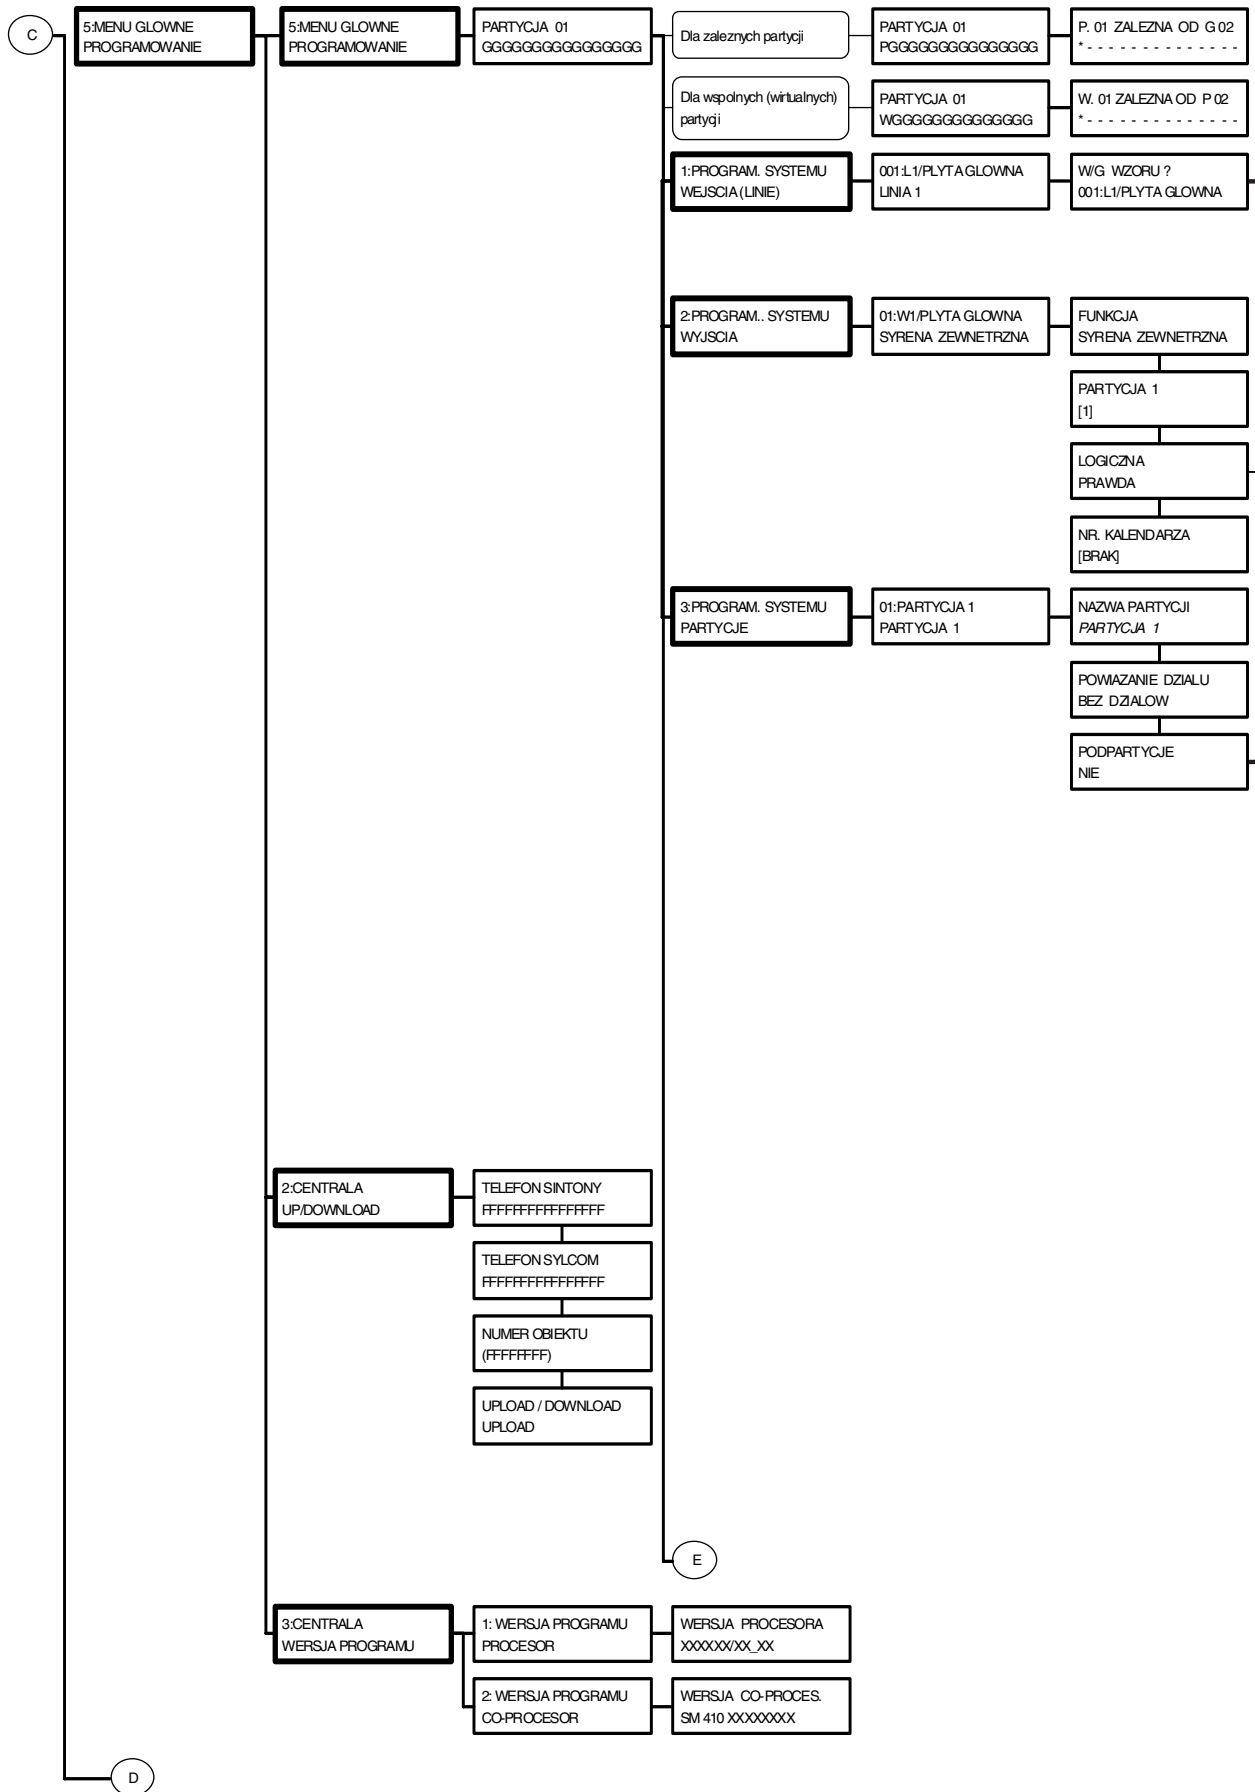 C
5:MENU GLOWNE
PROGRAMOWANIE
5:MENU GLOWNE
PROGRAMOWANIE
PARTYCJA 01
GGGGGGGGGGGGGGGG
Dla zaleznych partycji
PARTYCJA 01
PGGGGGGGGGGGGGGG
P. 01 ZALEZNA OD G 02
* - - - - - - - - - - - - - - -
Dla wspolnych (wirtualnych)
partycji
PARTYCJA 01
WGGGGGGGGGGGGGGG
W. 01 ZALEZNA OD P 02
* - - - - - - - - - - - - - - -
1:PROGRAM. SYSTEMU
WEJSCIA (LINIE)
001:L1/PLYTA GLOWNA
LINIA 1
W/G WZORU ?
001:L1/PLYTA GLOWNA
2:PROGRAM.. SYSTEMU
WYJSCIA
01:W1/PLYTA GLOWNA
SYRENA ZEWNETRZNA
FUNKCJA
SYRENA ZEWNETRZNA
PARTYCJA 1
[1]
LOGICZNA
PRAWDA
NR. KALENDARZA
[BRAK]
3:PROGRAM. SYSTEMU
PARTYCJE
01:PARTYCJA 1
PARTYCJA 1
NAZWA PARTYCJI
PARTYCJA 1
POWIAZANIE DZIALU
BEZ DZIALOW
PODPARTYCJE
NIE
2:CENTRALA
UP/DOWNLOAD
TELEFON SINTONY
FFFFFFFFFFFFFFFF
TELEFON SYLCOM
FFFFFFFFFFFFFFFF
NUMER OBIEKTU
(FFFFFFFF)
UPLOAD / DOWNLOAD
UPLOAD
E
3:CENTRALA
WERSJA PROGRAMU
1: WERSJA PROGRAMU
PROCESOR
WERSJA PROCESORA
XXXXXX/XX_XX
2: WERSJA PROGRAMU
CO-PROCESOR
WERSJA CO-PROCES.
SM 410 XXXXXXXX
D